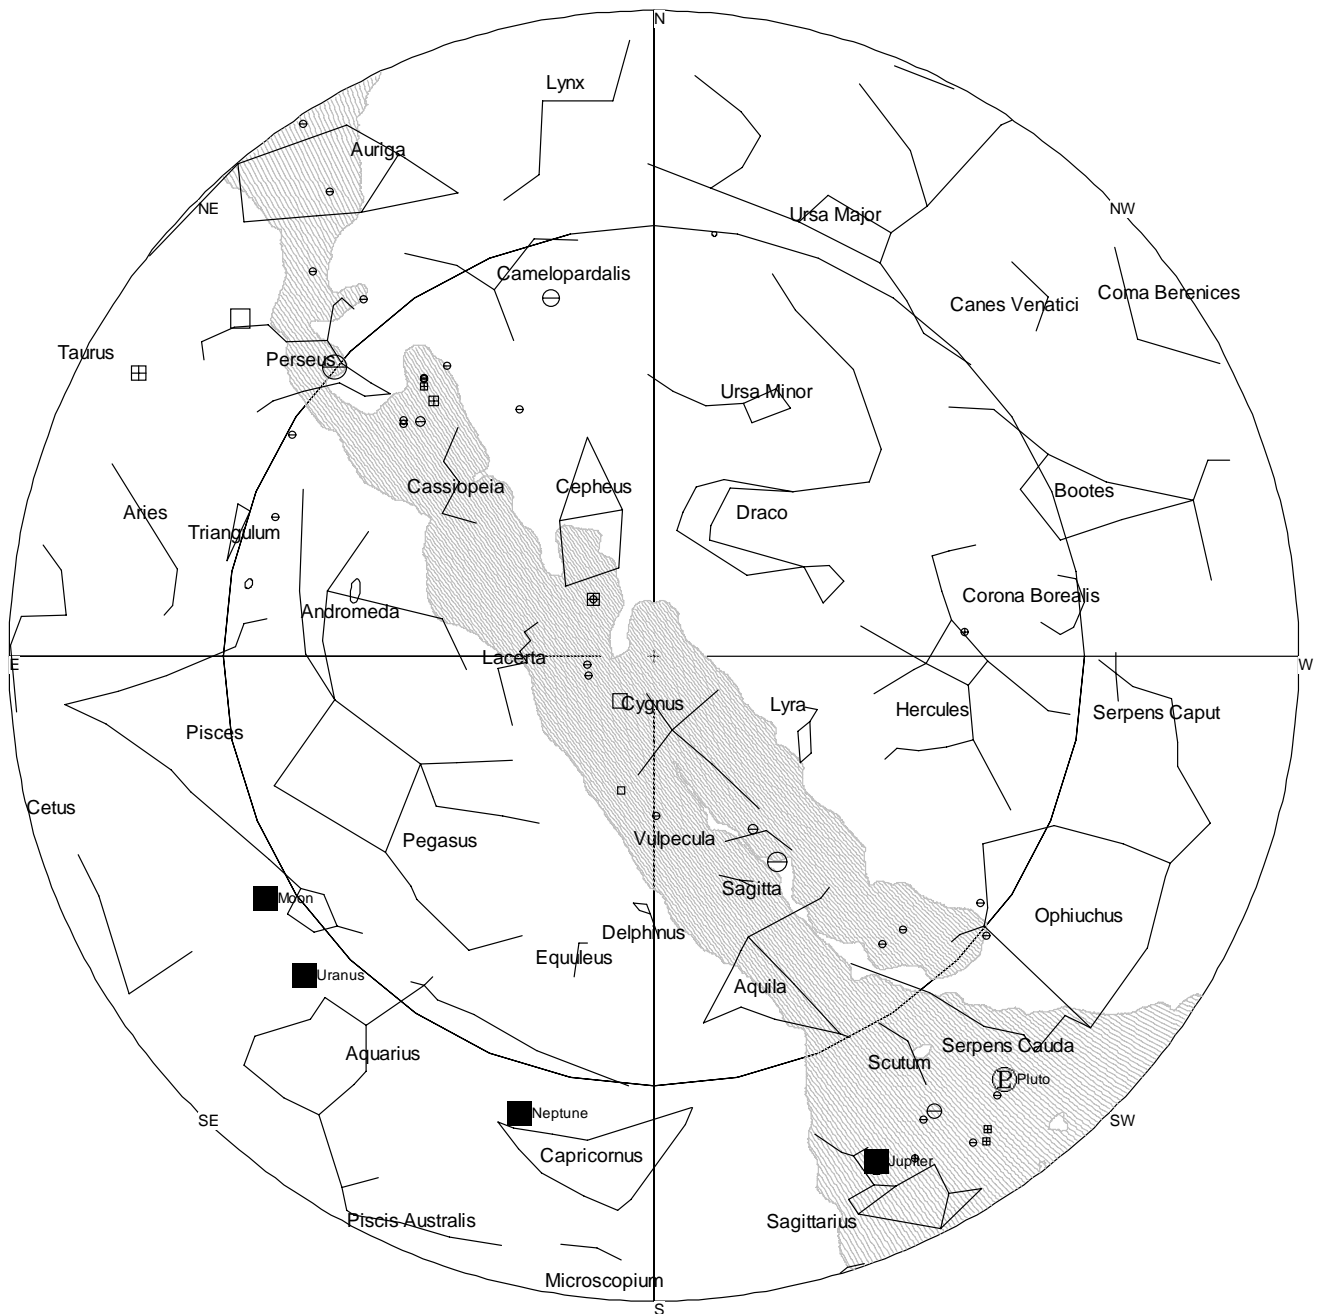 N
Lynx
Auriga
NE
Ursa Major
NW
Camelopardalis
Canes Venatici
Coma Berenices
Taurus
Perseus
Ursa Minor
Cassiopeia
Cepheus
Bootes
Aries
Triangulum
Draco
Andromeda
Corona Borealis
E
Lacerta
W
Pisces
Cygnus
Lyra
Hercules
Serpens Caput
Cetus
Pegasus
Vulpecula
Sagitta
Moon
Ophiuchus
Delphinus
Equuleus
Uranus
Aquila
Aquarius
Scutum
Serpens Cauda
P Pluto
SE
Neptune
SW
Capricornus
Jupiter
Piscis Australis
Sagittarius
Microscopium
S